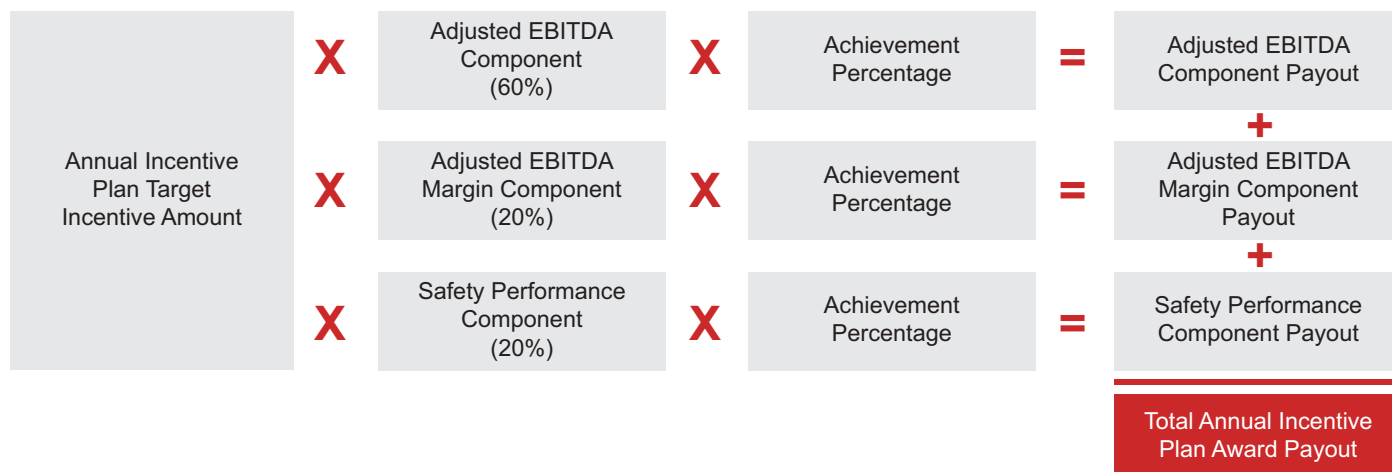 Annual Incentive
Plan Target
Incentive Amount
X
Adjusted EBITDA
Component
(60%)
X
Achievement
Percentage
=
Adjusted EBITDA
Component Payout
+
X
Adjusted EBITDA
Margin Component
(20%)
X
Achievement
Percentage
=
Adjusted EBITDA
Margin Component
Payout
+
X
Safety Performance
Component
(20%)
X
Achievement
Percentage
=
Safety Performance
Component Payout
Total Annual Incentive
Plan Award Payout